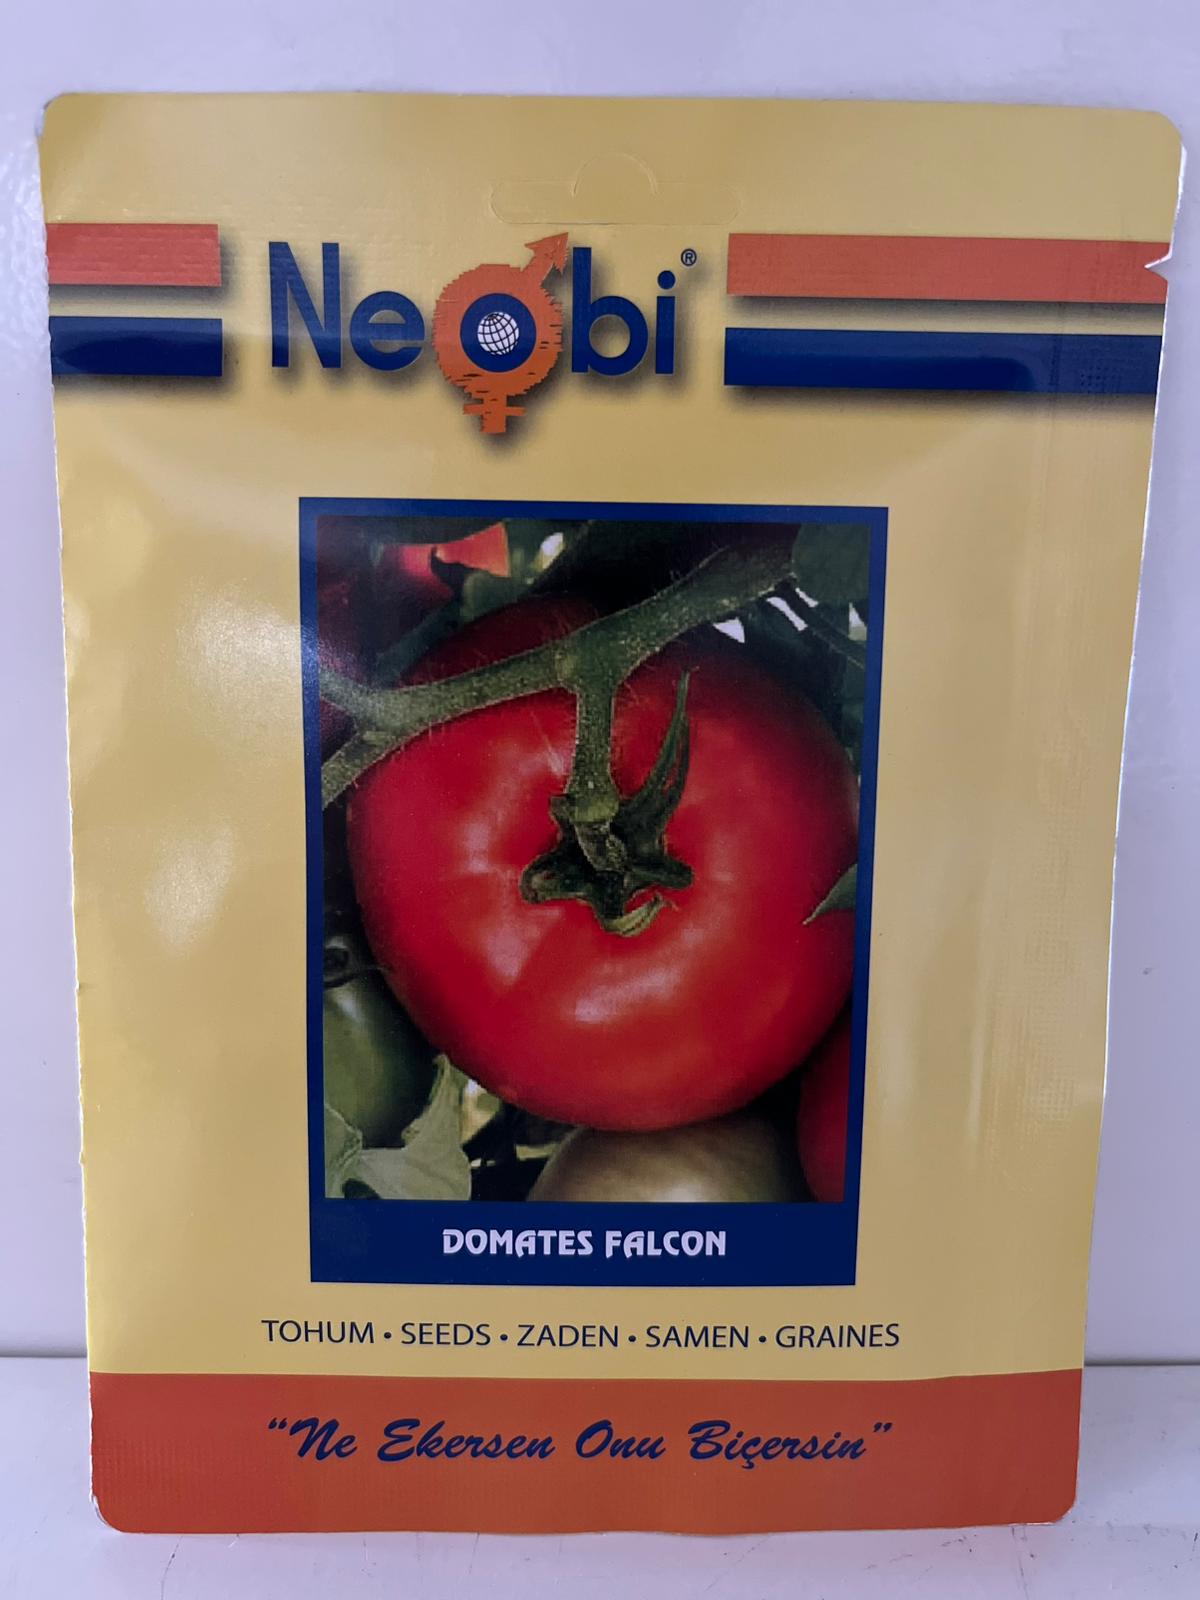 Neobi®
DOMATES FALCON
TOHUM • SEEDS • ZADEN • SAMEN • GRAINES
"Ne Ekersen Onu Biçersin"